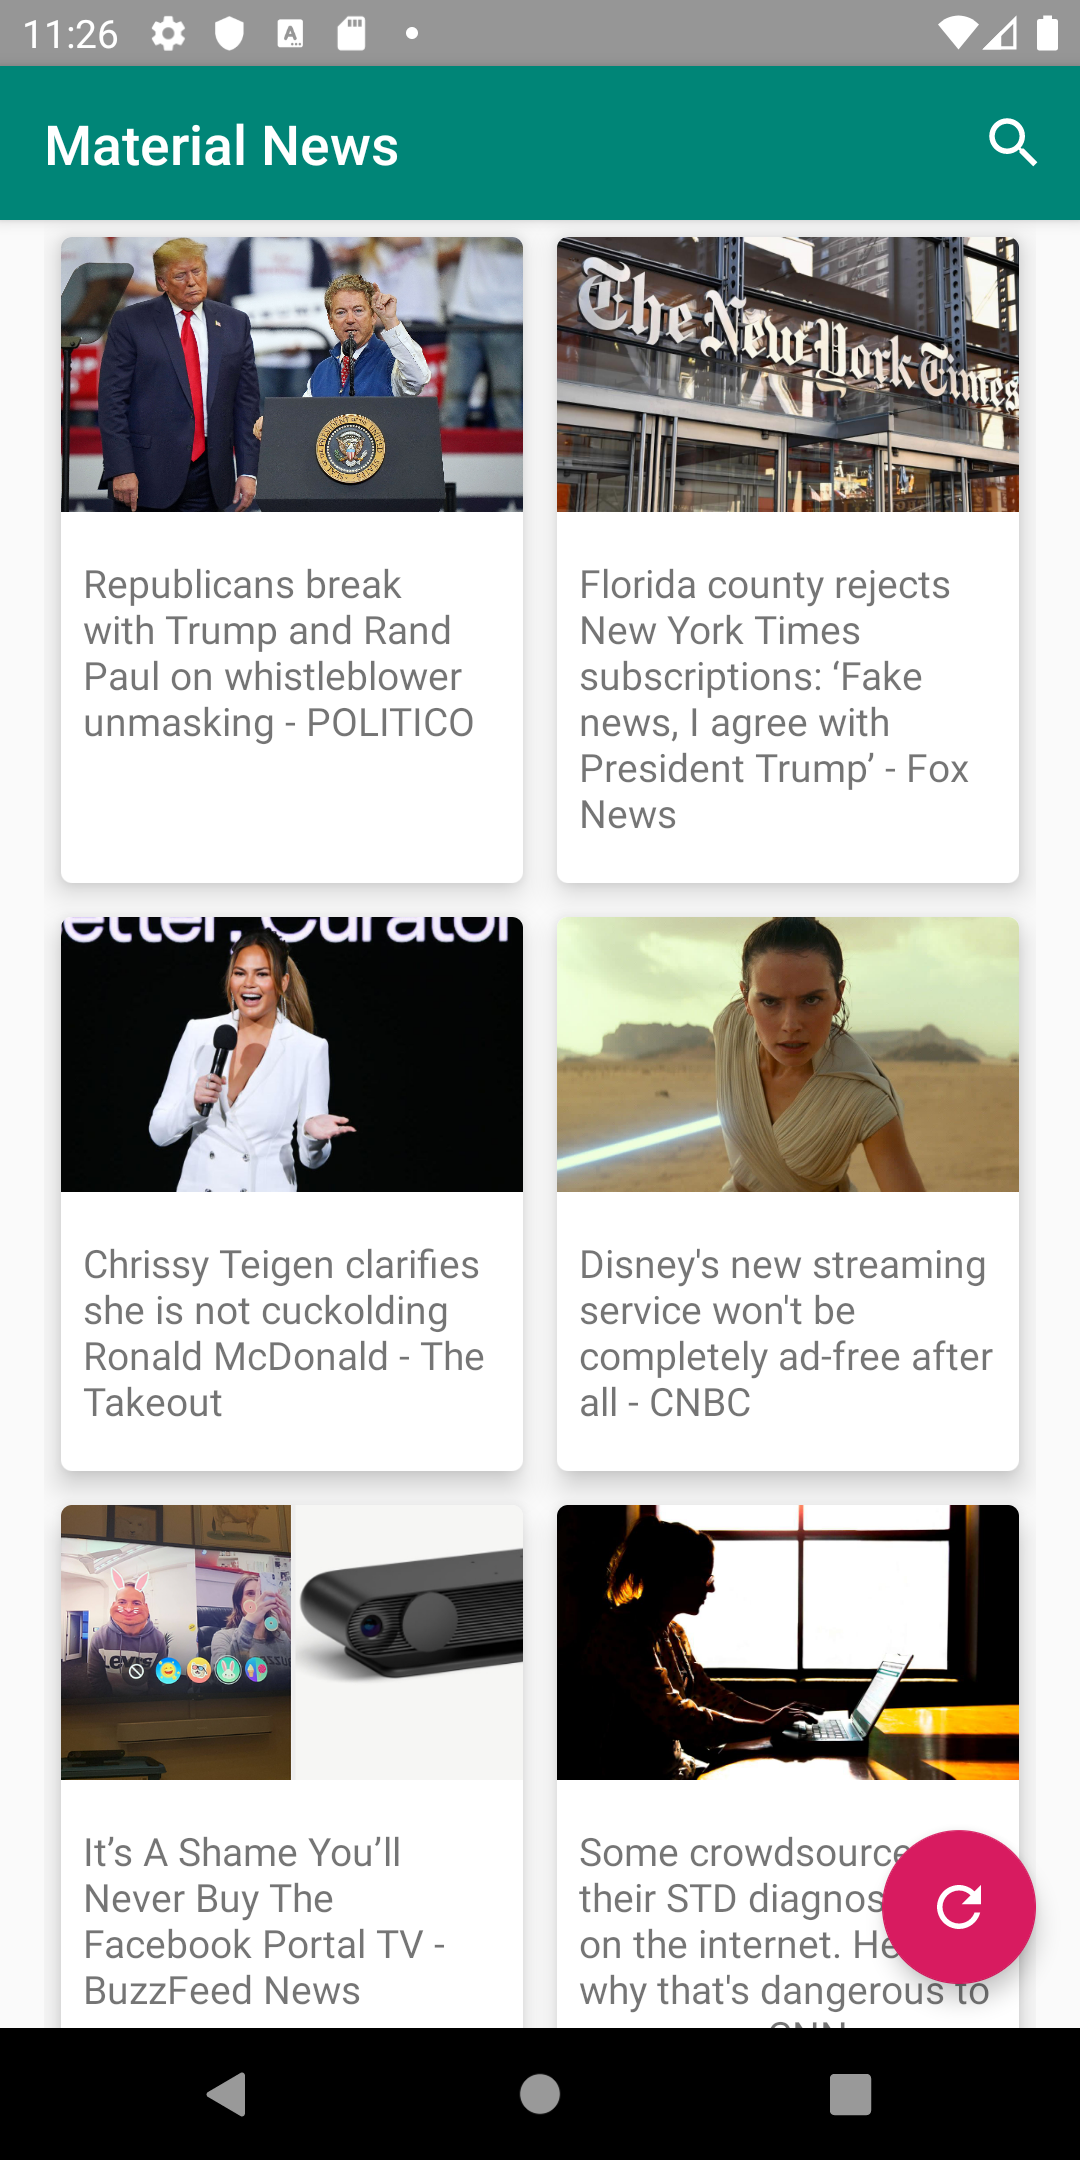 11:26
Material News
The New York Times
Republicans break
with Trump and Rand
Paul on whistleblower
unmasking - POLITICO
Florida county rejects
New York Times
subscriptions: ‘Fake
news, I agree with
President Trump’ - Fox
News
etter. Curator
Chrissy Teigen clarifies
she is not cuckolding
Ronald McDonald - The
Takeout
Disney's new streaming
service won't be
completely ad-free after
all - CNBC
It’s A Shame You’ll
Never Buy The
Facebook Portal TV -
BuzzFeed News
Some crowdsource
their STD diagnos
on the internet. He
why that's dangerous to
CNN